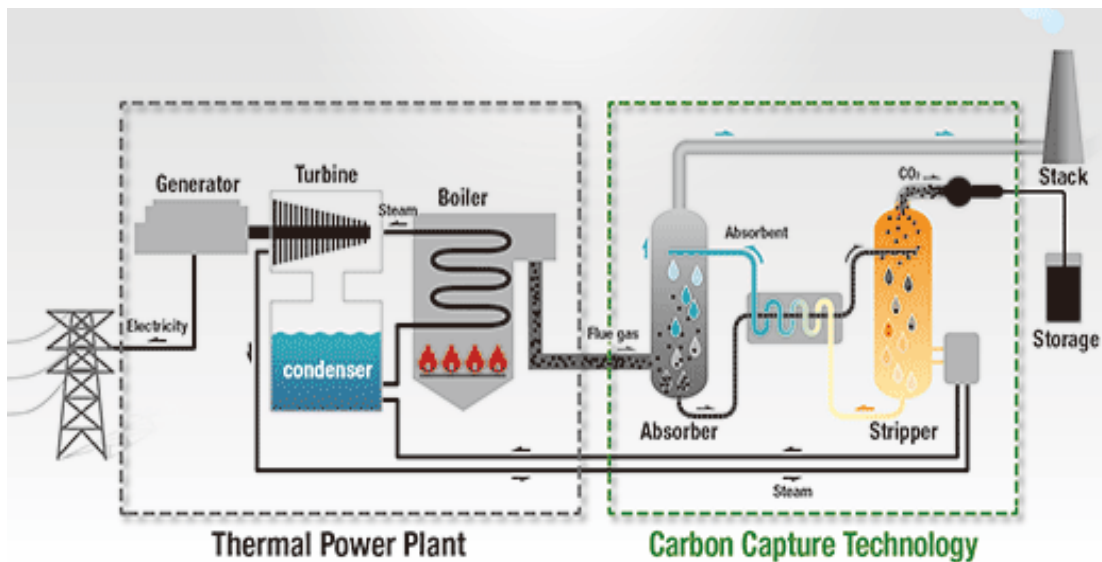 Generator
Turbine
Steam
Boiler
Electricity
condenser
Flue gas
Absorbent
CO₂
Stack
Storage
Absorber
Stripper
Steam
Thermal Power Plant
Carbon Capture Technology